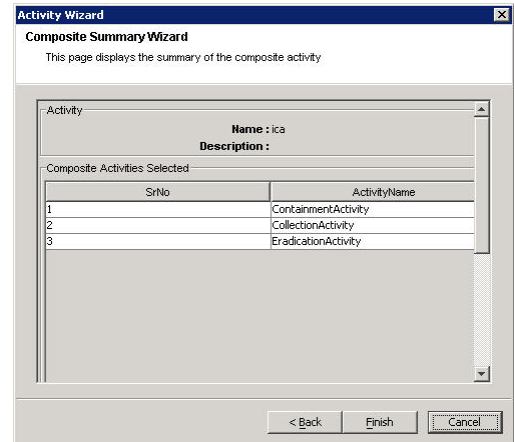 Activity Wizard
Composite Summary Wizard
This page displays the summary of the composite activity
Activity
Name : ica
Description :
Composite Activities Selected
SrNo ActivityName
1 ContainmentActivity
2 CollectionActivity
3 EradicationActivity
< Back Finish Cancel